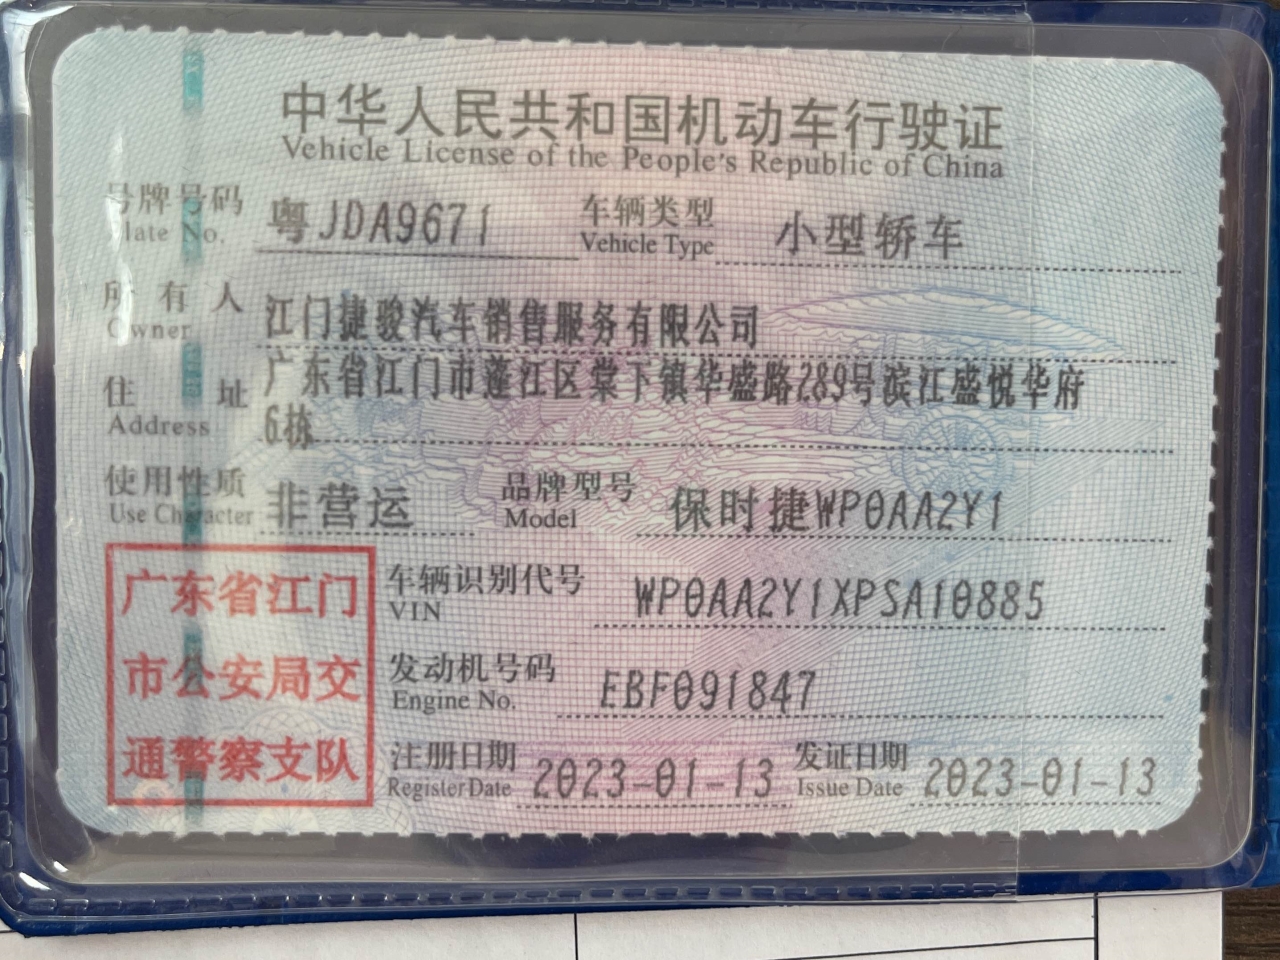 中华人民共和国机动车行驶证
Vehicle License of the People's Republic of China
号牌号码 粤JDA9671 车辆类型 小型轿车
Plate No. Vehicle Type
所有人 江门捷骏汽车销售服务有限公司
Owner
住址 广东省江门市蓬江区棠下镇华盛路289号滨江盛悦华府
Address 6栋
使用性质 非营运 品牌型号 保时捷WP0AA2Y1
Use Character Model
广东省江门
市公安局交
通警察支队
车辆识别代号 WP0AA2Y1XPSA10885
VIN
发动机号码 EBF091847
Engine No.
注册日期 2023-01-13 发证日期 2023-01-13
Register Date Issue Date